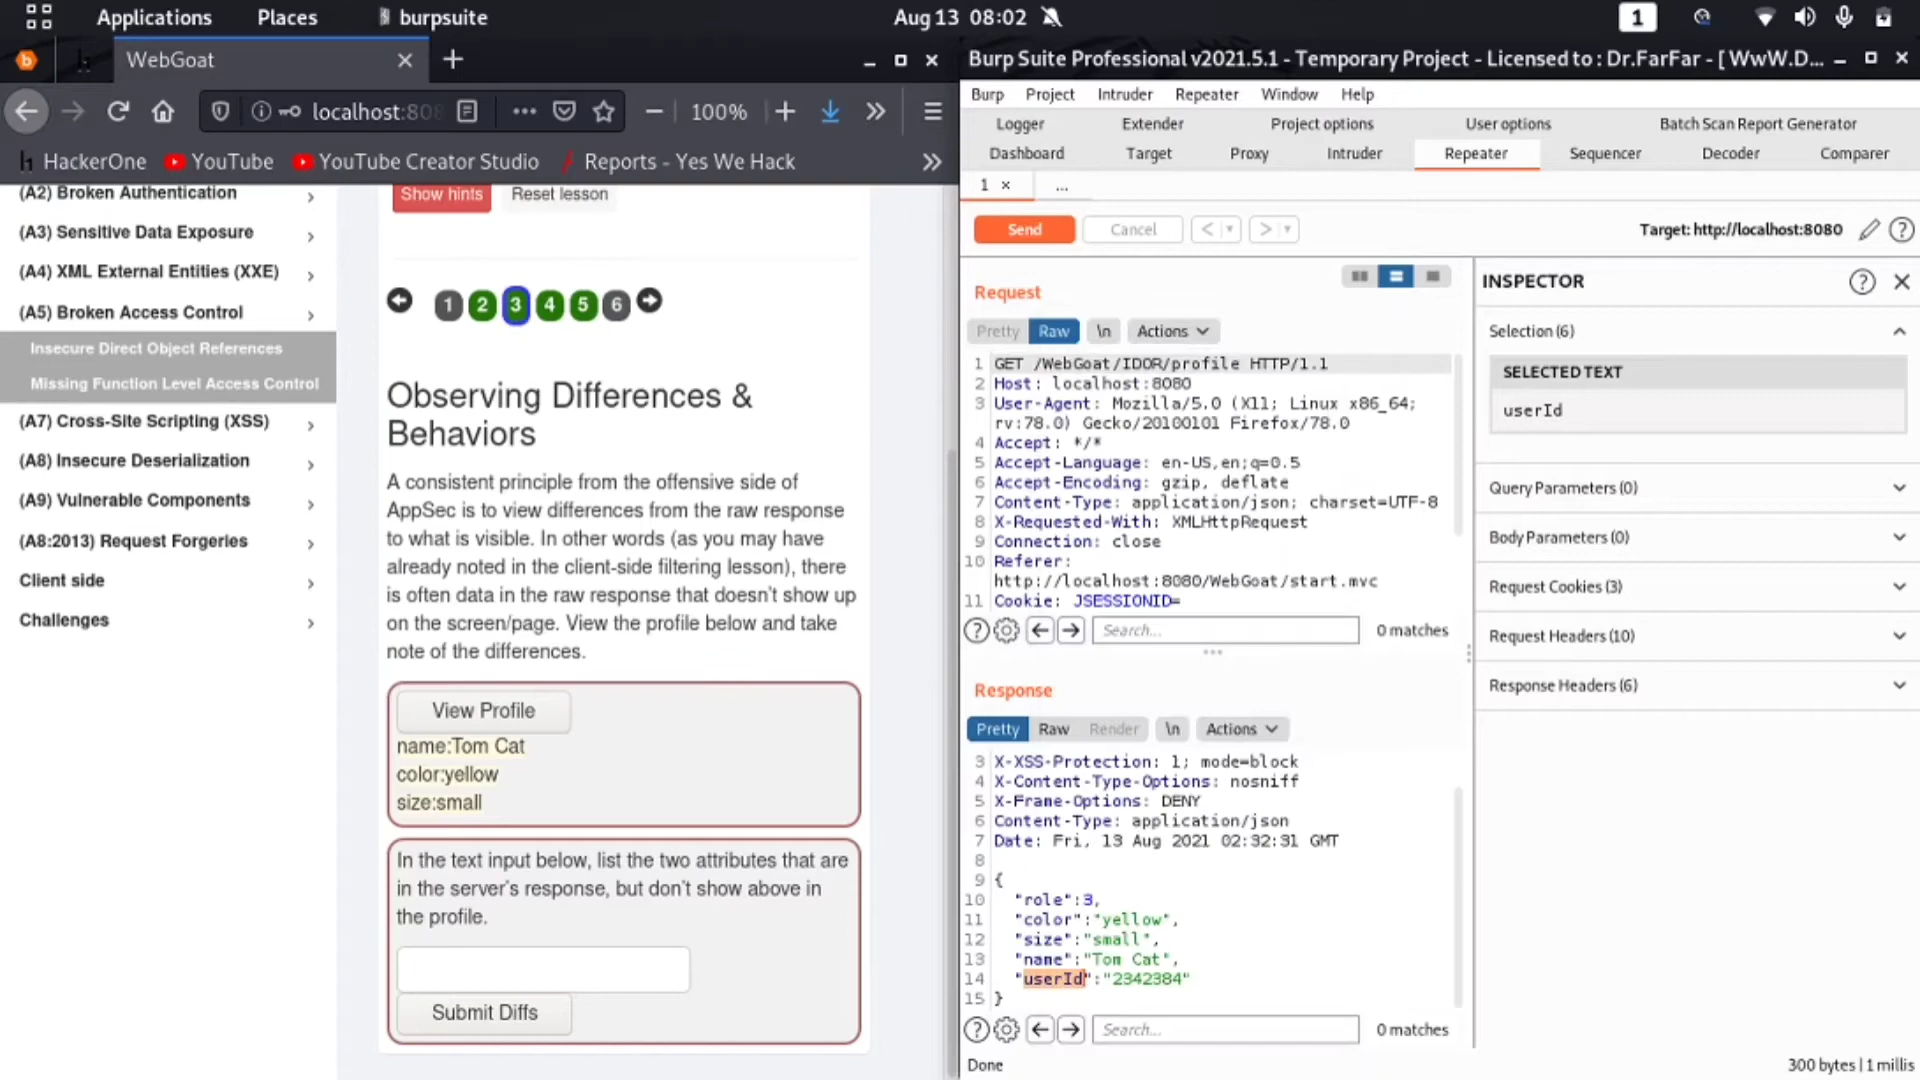 Applications Places burpsuite Aug 13 08:02 1
WebGoat
Burp Suite Professional v2021.5.1 - Temporary Project - Licensed to : Dr.FarFar - [ WwW.D...
localhost:808 100%
HackerOne YouTube YouTube Creator Studio Reports - Yes We Hack
(A2) Broken Authentication
(A3) Sensitive Data Exposure
(A4) XML External Entities (XXE)
(A5) Broken Access Control
Insecure Direct Object References
Missing Function Level Access Control
(A7) Cross-Site Scripting (XSS)
(A8) Insecure Deserialization
(A9) Vulnerable Components
(A8:2013) Request Forgeries
Client side
Challenges
Show hints Reset lesson
1 2 3 4 5 6
Observing Differences &
Behaviors
A consistent principle from the offensive side of
AppSec is to view differences from the raw response
to what is visible. In other words (as you may have
already noted in the client-side filtering lesson), there
is often data in the raw response that doesn't show up
on the screen/page. View the profile below and take
note of the differences.
View Profile
name:Tom Cat
color:yellow
size:small
In the text input below, list the two attributes that are
in the server's response, but don't show above in
the profile.
Submit Diffs
Burp Project Intruder Repeater Window Help
Logger Extender Project options User options Batch Scan Report Generator
Dashboard Target Proxy Intruder Repeater Sequencer Decoder Comparer
1 × ...
Send Cancel < > Target: http://localhost:8080
Request
Pretty Raw \n Actions
1 GET /WebGoat/IDOR/profile HTTP/1.1
2 Host: localhost:8080
3 User-Agent: Mozilla/5.0 (X11; Linux x86_64;
rv:78.0) Gecko/20100101 Firefox/78.0
4 Accept: */*
5 Accept-Language: en-US,en;q=0.5
6 Accept-Encoding: gzip, deflate
7 Content-Type: application/json; charset=UTF-8
8 X-Requested-With: XMLHttpRequest
9 Connection: close
10 Referer:
http://localhost:8080/WebGoat/start.mvc
11 Cookie: JSESSIONID=
Search... 0 matches
Response
Pretty Raw Render \n Actions
3 X-XSS-Protection: 1; mode=block
4 X-Content-Type-Options: nosniff
5 X-Frame-Options: DENY
6 Content-Type: application/json
7 Date: Fri, 13 Aug 2021 02:32:31 GMT
8
9 {
10 "role":3,
11 "color":"yellow",
12 "size":"small",
13 "name":"Tom Cat",
14 "userId":"2342384"
15 }
Search... 0 matches
Done
INSPECTOR
Selection (6)
SELECTED TEXT
userId
Query Parameters (0)
Body Parameters (0)
Request Cookies (3)
Request Headers (10)
Response Headers (6)
300 bytes | 1 millis